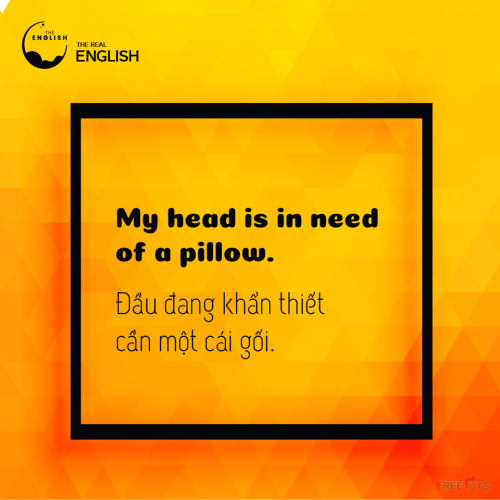 THE
ENGLISH
THE REAL
ENGLISH
My head is in need
of a pillow.
Đầu đang khẩn thiết
cần một cái gối.